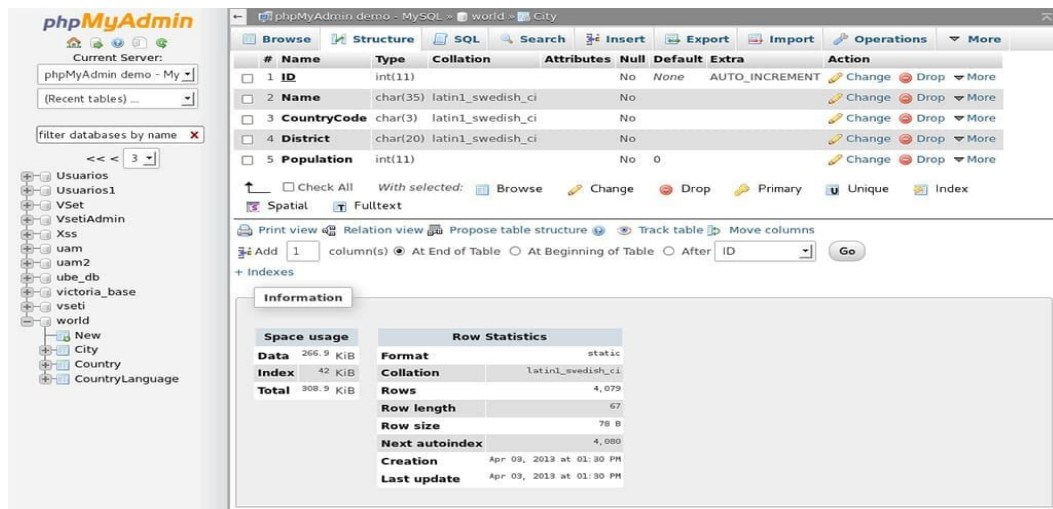 phpMyAdmin
Current Server:
phpMyAdmin demo - My
(Recent tables) ...
filter databases by name X
<< < 3
Usuarios
Usuarios1
VSet
VsetiAdmin
Xss
uam
uam2
ube_db
victoria_base
vseti
world
New
City
Country
CountryLanguage
phpMyAdmin demo - MySQL » world » City
Browse Structure SQL Search Insert Export Import Operations More
# Name Type Collation Attributes Null Default Extra Action
1 ID int(11) No None AUTO_INCREMENT Change Drop More
2 Name char(35) latin1_swedish_ci No Change Drop More
3 CountryCode char(3) latin1_swedish_ci No Change Drop More
4 District char(20) latin1_swedish_ci No Change Drop More
5 Population int(11) No 0 Change Drop More
Check All With selected: Browse Change Drop Primary Unique Index
Spatial Fulltext
Print view Relation view Propose table structure Track table Move columns
Add 1 column(s) At End of Table At Beginning of Table After ID Go
+ Indexes
Information
Space usage
Data 266.9 KiB
Index 42 KiB
Total 308.9 KiB
Row Statistics
Format static
Collation latin1_swedish_ci
Rows 4,079
Row length 67
Row size 78 B
Next autoindex 4,080
Creation Apr 03, 2013 at 01:30 PM
Last update Apr 03, 2013 at 01:30 PM